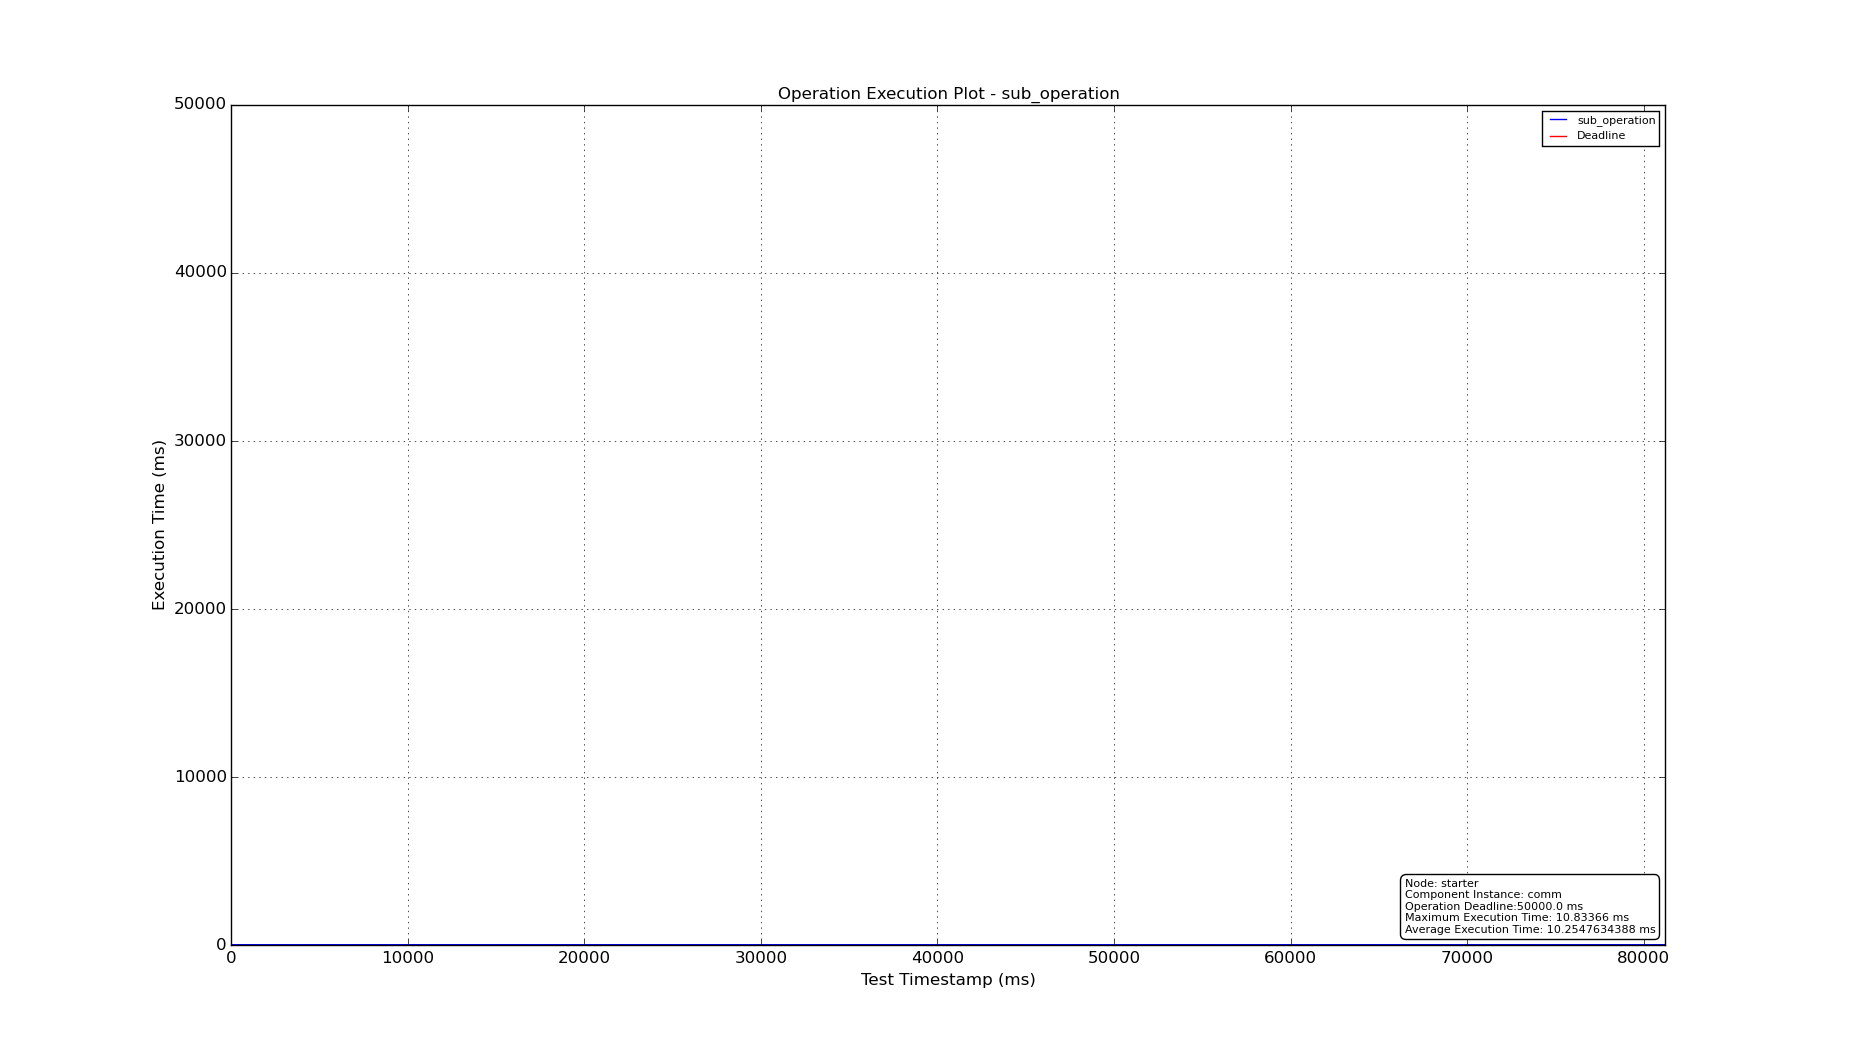 Operation Execution Plot - sub_operation
50000
40000
30000
20000
10000
0
Execution Time (ms)
sub_operation
Deadline
Node: starter
Component Instance: comm
Operation Deadline:50000.0 ms
Maximum Execution Time: 10.83366 ms
Average Execution Time: 10.2547634388 ms
0 10000 20000 30000 40000 50000 60000 70000 80000
Test Timestamp (ms)